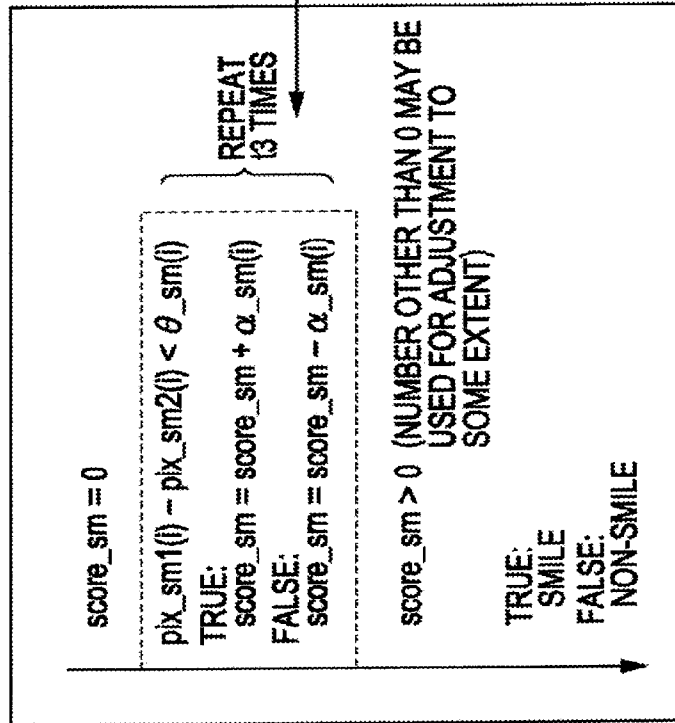 score_sm = 0
pix_sm1(i) − pix_sm2(i) < θ_sm(i)
TRUE:
score_sm = score_sm + α_sm(i)
FALSE:
score_sm = score_sm − α_sm(i)
REPEAT
t3 TIMES
score_sm > 0 (NUMBER OTHER THAN 0 MAY BE
USED FOR ADJUSTMENT TO
SOME EXTENT)
TRUE:
SMILE
FALSE:
NON-SMILE